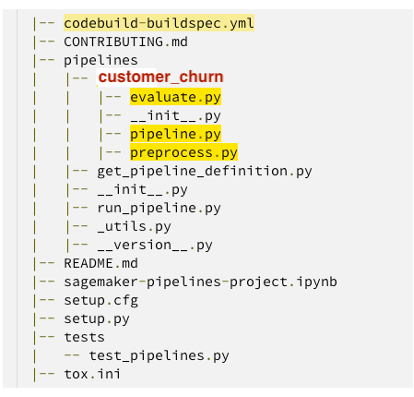 |-- codebuild-buildspec.yml
|-- CONTRIBUTING.md
|-- pipelines
|   |-- customer_churn
|   |   |-- evaluate.py
|   |   |-- __init__.py
|   |   |-- pipeline.py
|   |   |-- preprocess.py
|   |-- get_pipeline_definition.py
|   |-- __init__.py
|   |-- run_pipeline.py
|   |-- _utils.py
|   |-- __version__.py
|-- README.md
|-- sagemaker-pipelines-project.ipynb
|-- setup.cfg
|-- setup.py
|-- tests
|   -- test_pipelines.py
|-- tox.ini